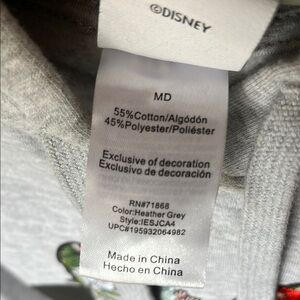 ©DISNEY
MD
55%Cotton/Algódón
45%Polyester/Poliéster
Exclusive of decoration
Exclusivo de decoración
RN#71868
Color:Heather Grey
Style:IESJCA4
UPC#195932064982
Made in China
Hecho en China